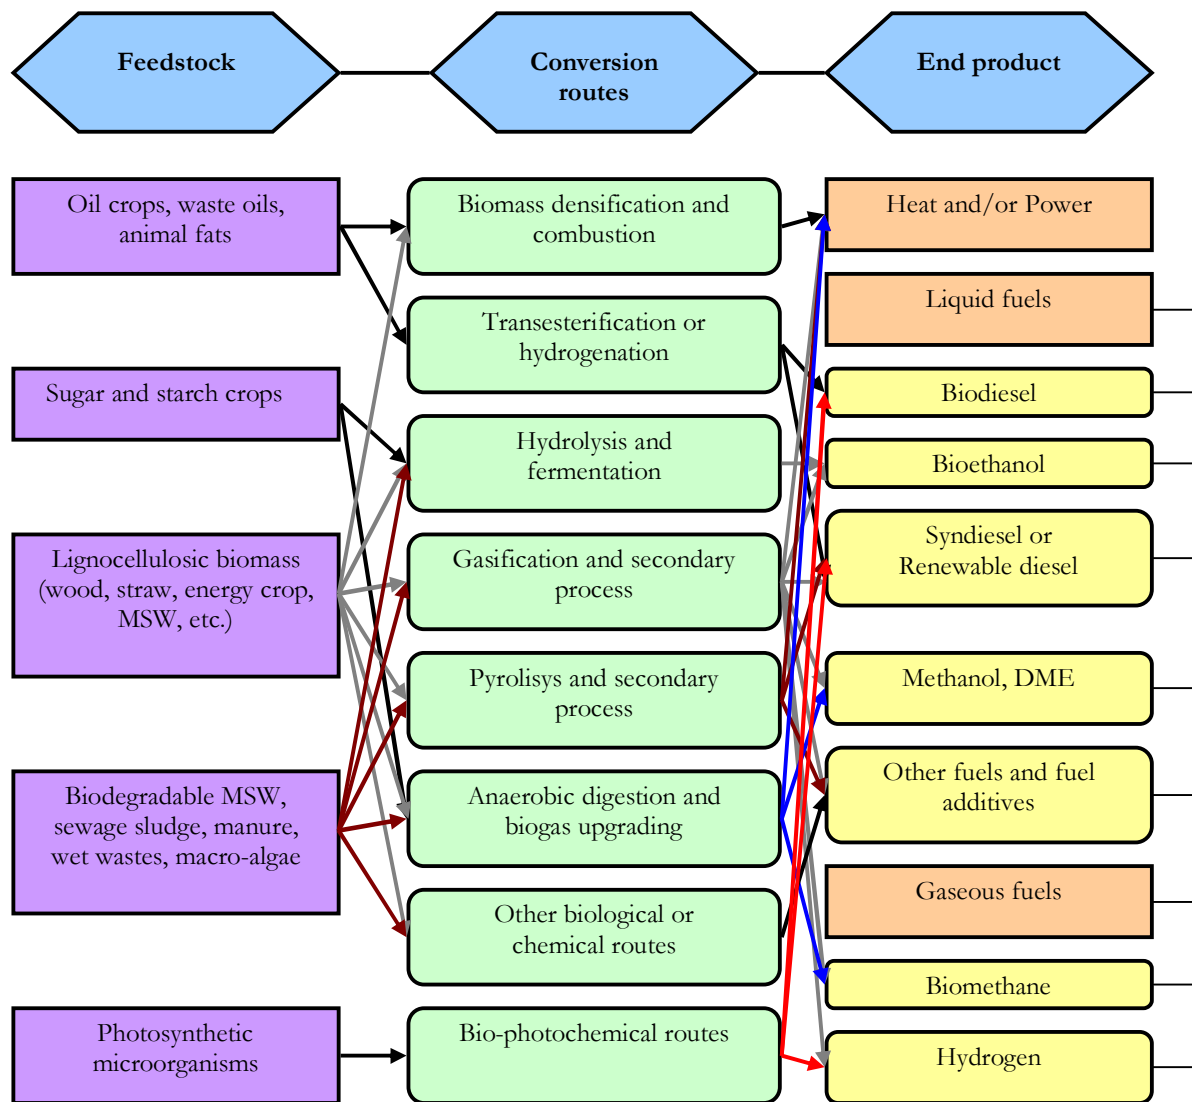 Feedstock
Conversion
routes
End product
Oil crops, waste oils,
animal fats
Biomass densification and
combustion
Heat and/or Power
Transesterification or
hydrogenation
Liquid fuels
Sugar and starch crops
Biodiesel
Hydrolysis and
fermentation
Bioethanol
Lignocellulosic biomass
(wood, straw, energy crop,
MSW, etc.)
Gasification and secondary
process
Syndiesel or
Renewable diesel
Pyrolisys and secondary
process
Methanol, DME
Biodegradable MSW,
sewage sludge, manure,
wet wastes, macro-algae
Anaerobic digestion and
biogas upgrading
Other fuels and fuel
additives
Other biological or
chemical routes
Gaseous fuels
Biomethane
Photosynthetic
microorganisms
Bio-photochemical routes
Hydrogen